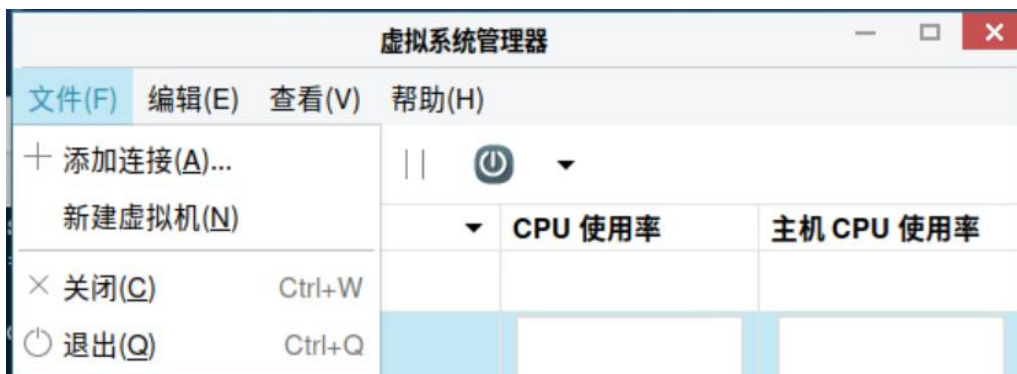 虚拟系统管理器
文件(F) 编辑(E) 查看(V) 帮助(H)
添加连接(A)...
新建虚拟机(N)
CPU 使用率 主机 CPU 使用率
关闭(C) Ctrl+W
退出(Q) Ctrl+Q